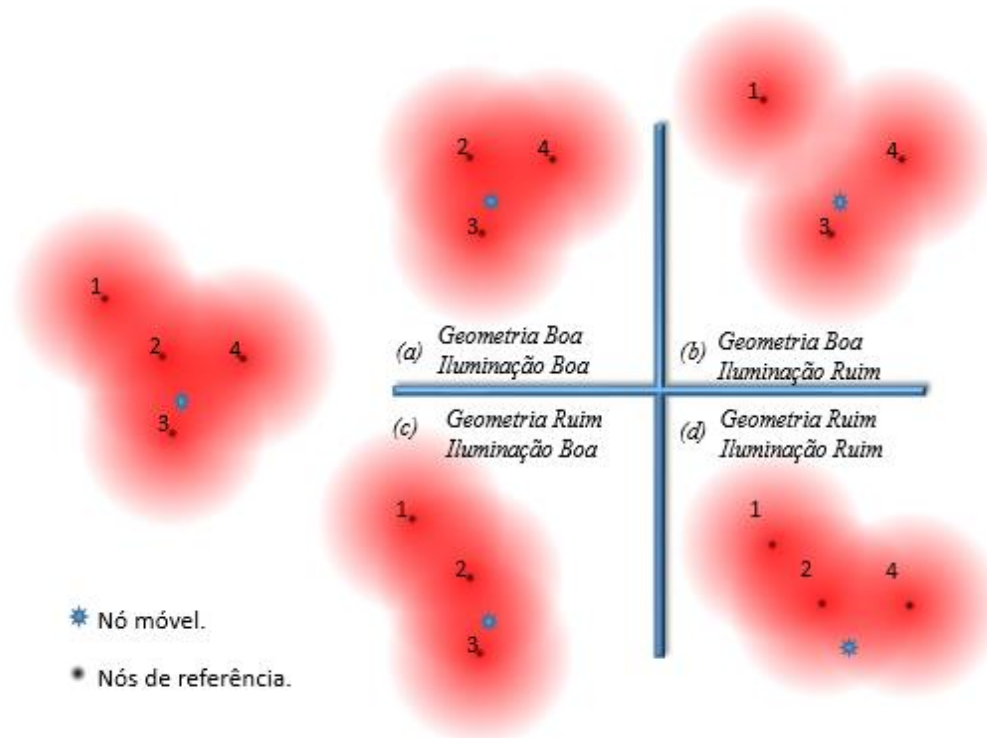 2
4
3
1
4
3
1
2
4
3
(a) Geometria Boa
Iluminação Boa
(b) Geometria Boa
Iluminação Ruim
(c) Geometria Ruim
Iluminação Boa
(d) Geometria Ruim
Iluminação Ruim
1
2
3
1
2
4
Nó móvel.
Nós de referência.